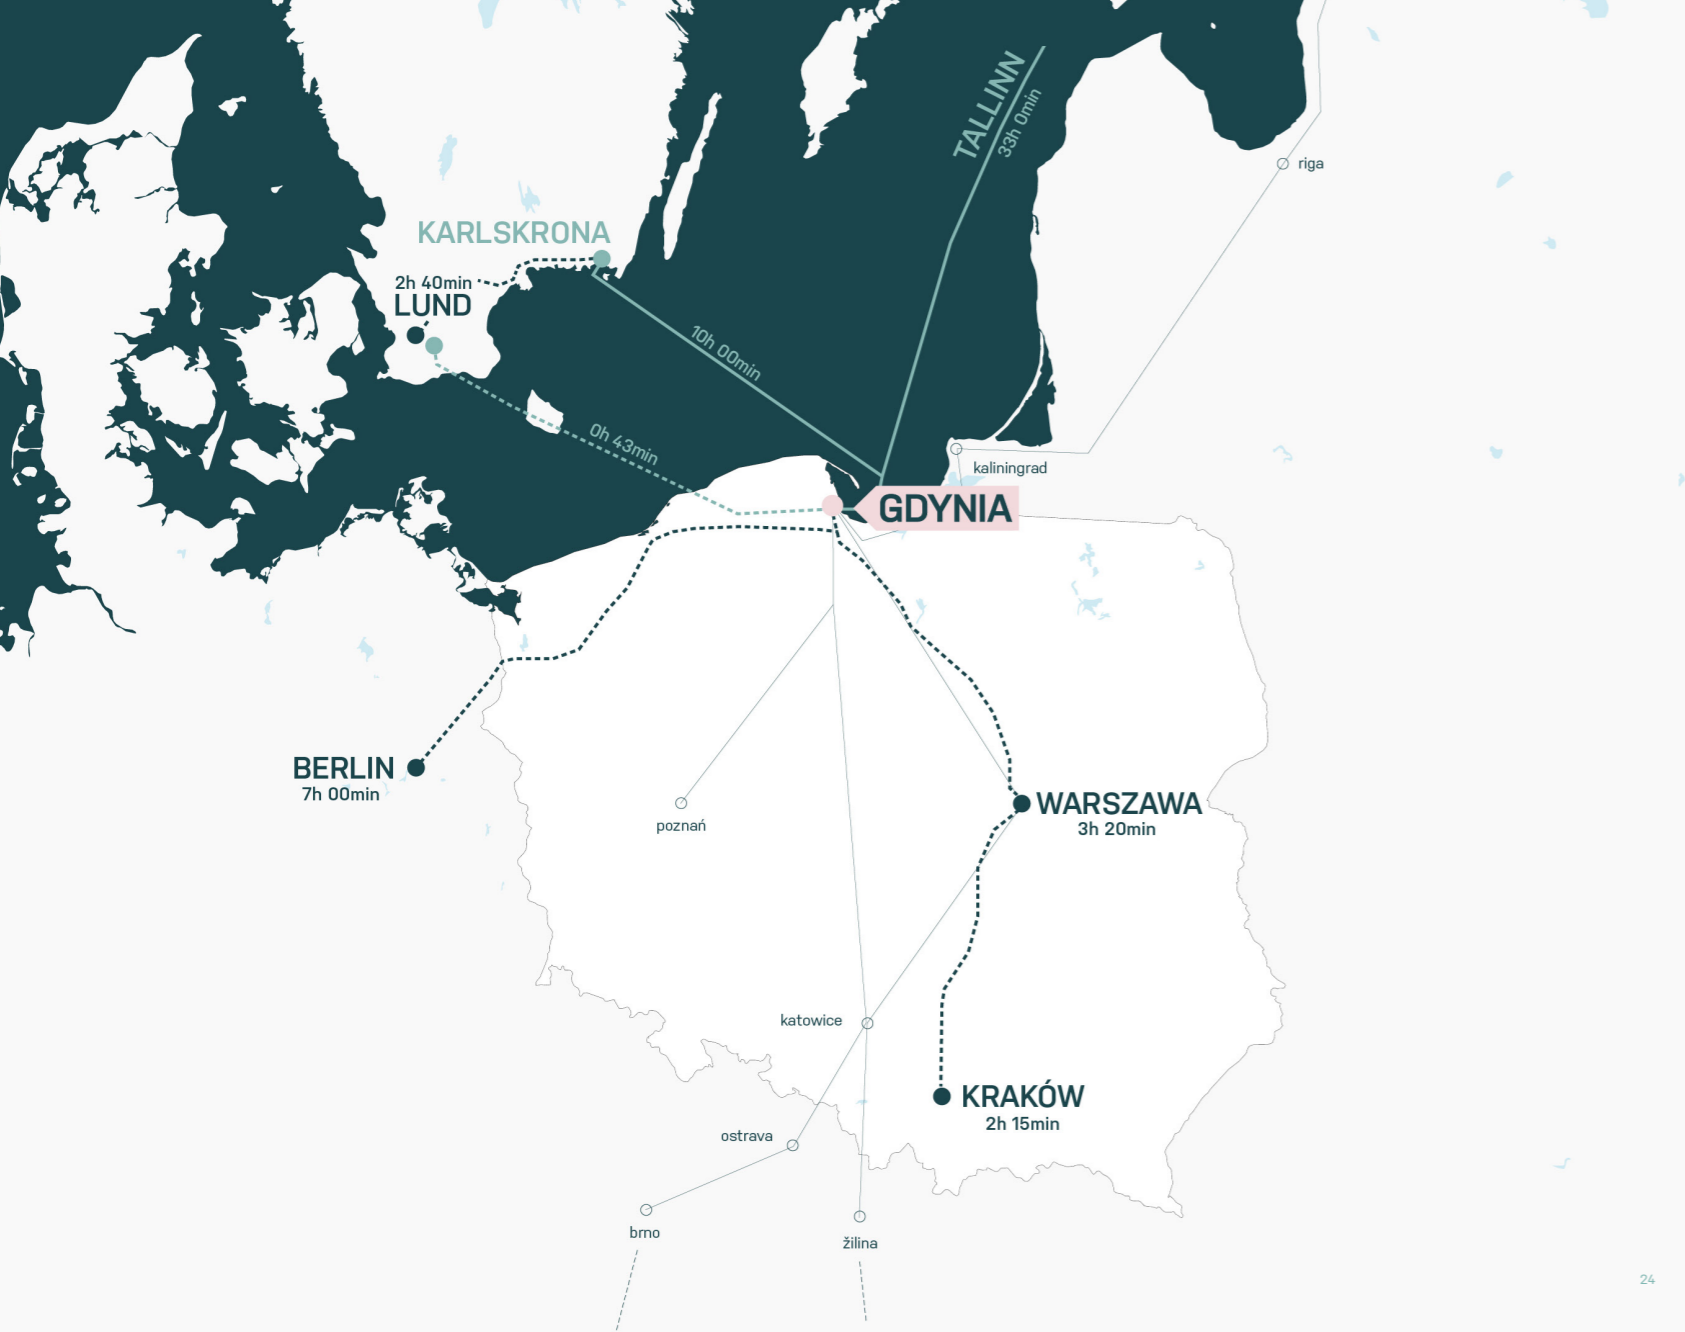 TALLINN
33h 0min
riga
KARLSKRONA
2h 40min
LUND
10h 00min
0h 43min
kaliningrad
GDYNIA
BERLIN
7h 00min
poznań
WARSZAWA
3h 20min
katowice
KRAKÓW
2h 15min
ostrava
brno
žilina
24